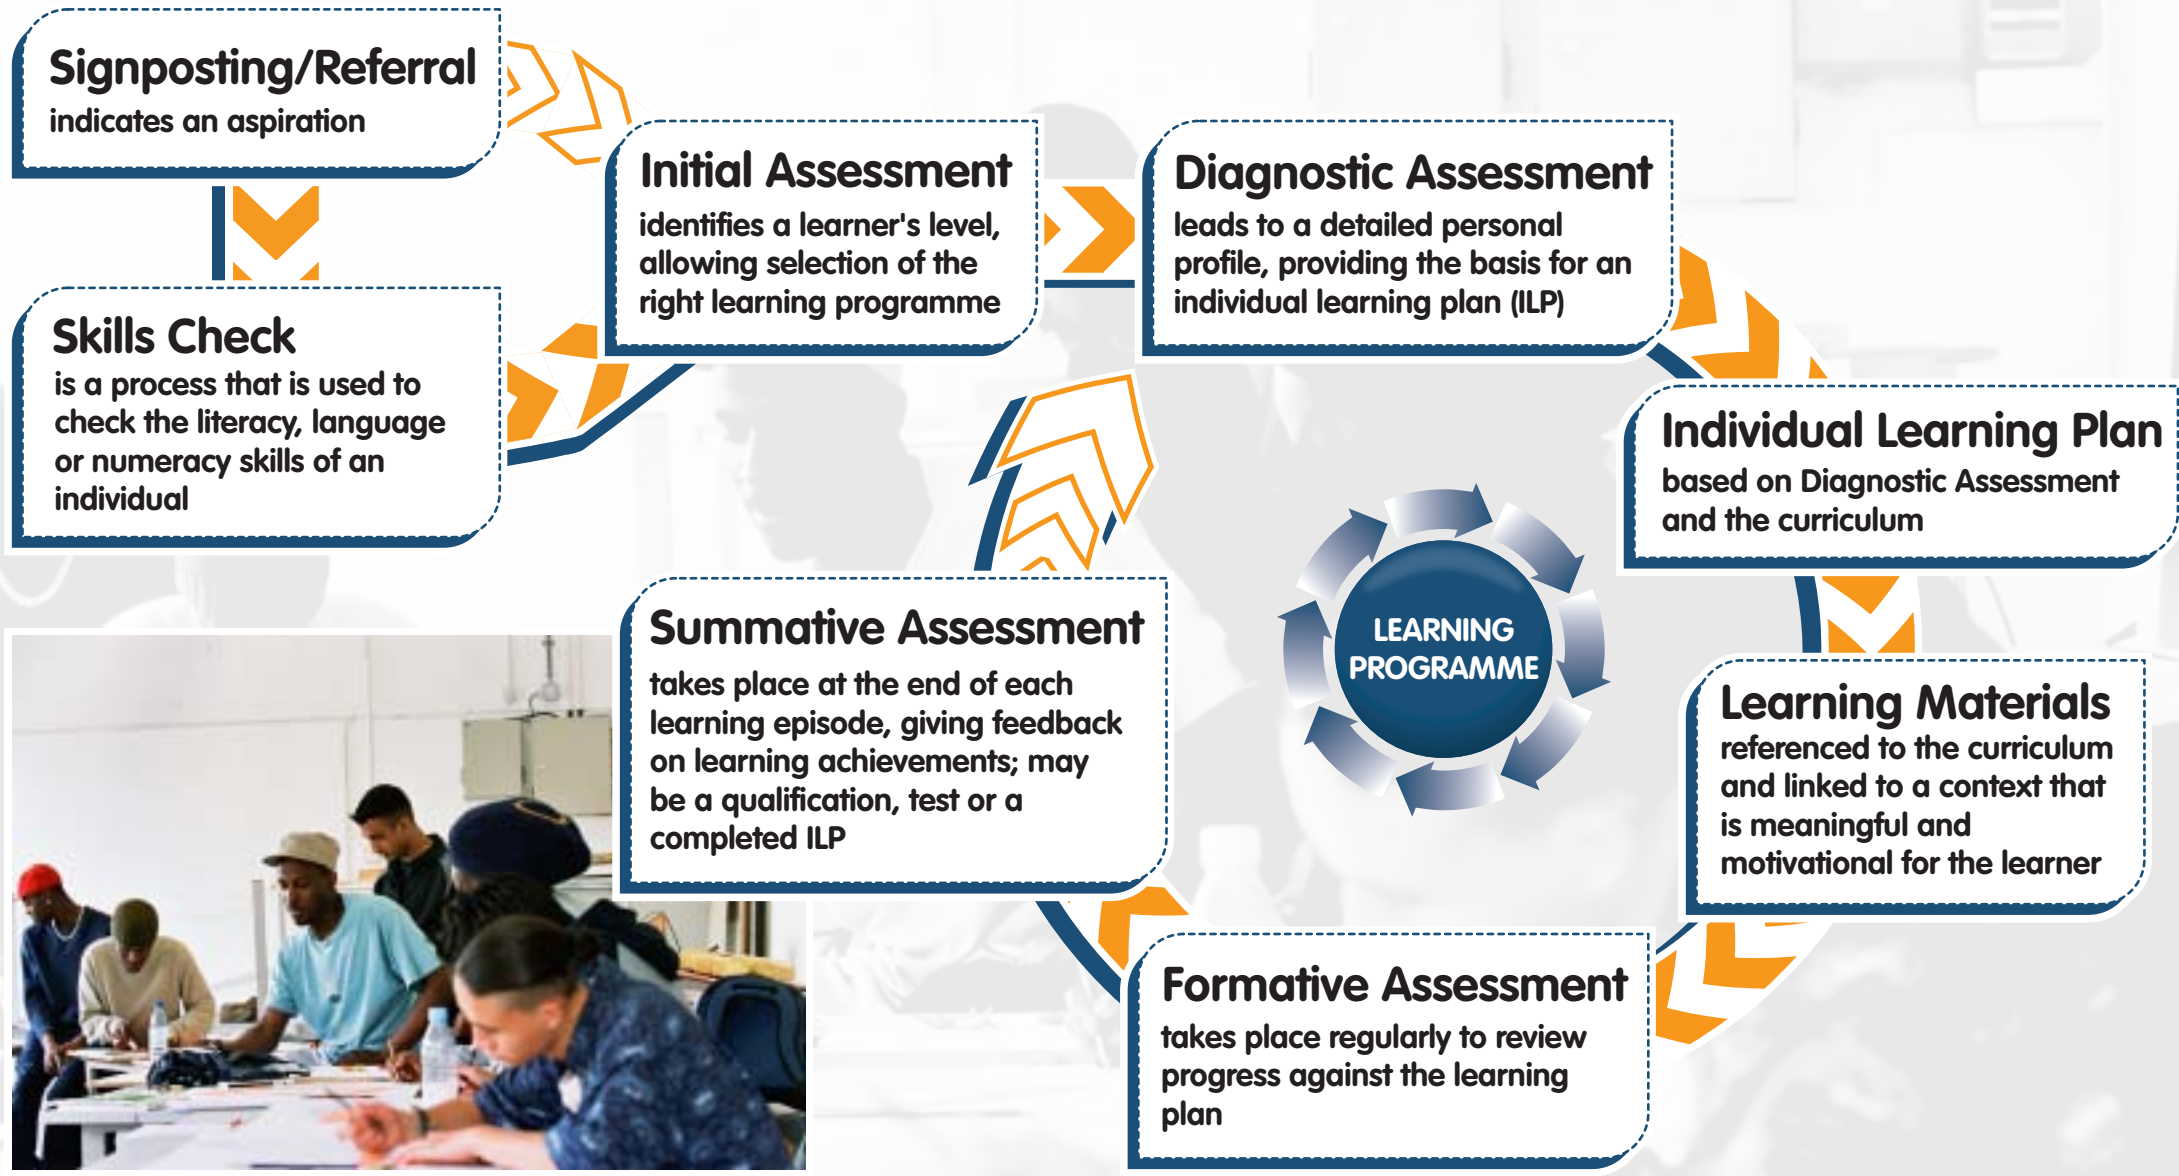 Signposting/Referral
indicates an aspiration
Skills Check
is a process that is used to
check the literacy, language
or numeracy skills of an
individual
Initial Assessment
identifies a learner's level,
allowing selection of the
right learning programme
Diagnostic Assessment
leads to a detailed personal
profile, providing the basis for an
individual learning plan (ILP)
Individual Learning Plan
based on Diagnostic Assessment
and the curriculum
Learning Materials
referenced to the curriculum
and linked to a context that
is meaningful and
motivational for the learner
Formative Assessment
takes place regularly to review
progress against the learning
plan
Summative Assessment
takes place at the end of each
learning episode, giving feedback
on learning achievements; may
be a qualification, test or a
completed ILP
LEARNING
PROGRAMME